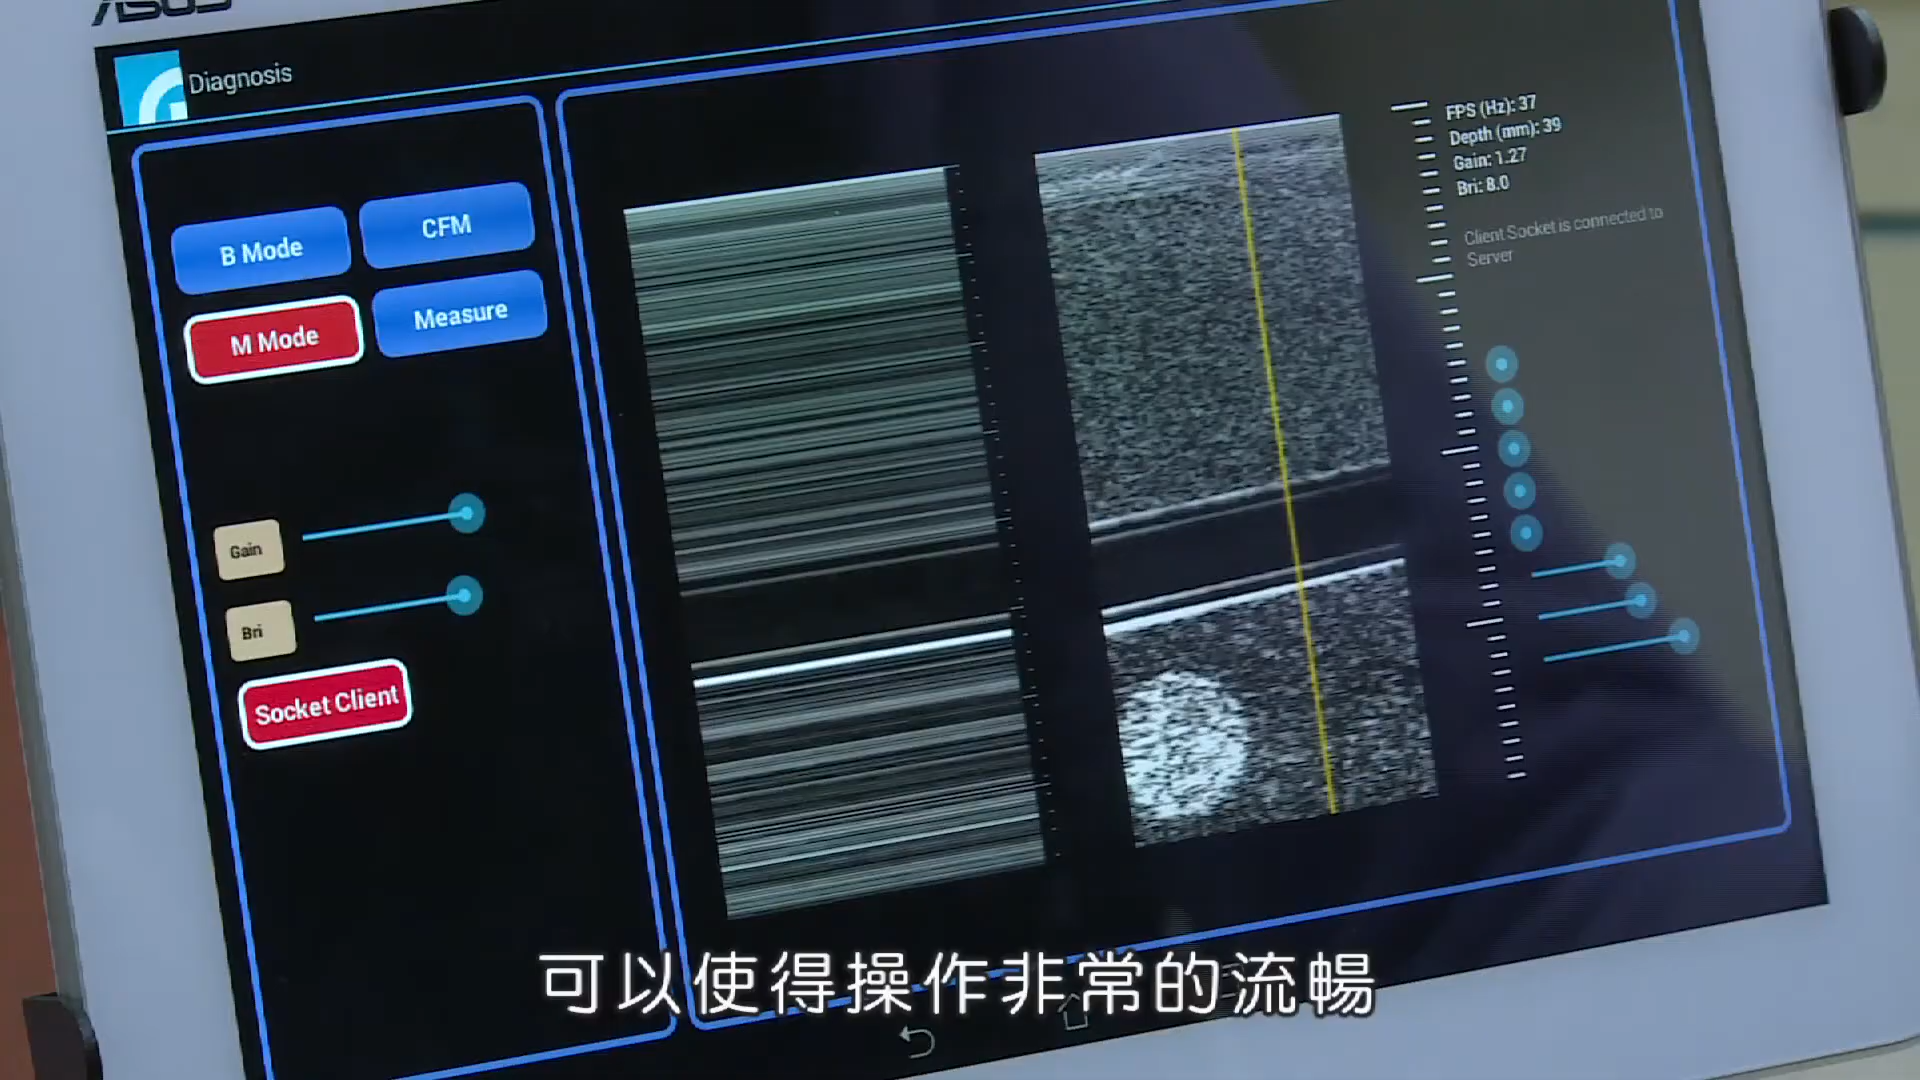 ASUS
Diagnosis
B Mode
CFM
M Mode
Measure
Gain
Bri
Socket Client
FPS (Hz): 37
Depth (mm): 39
Gain: 1.27
Bri: 8.0
Client Socket is connected to
Server
可以使得操作非常的流暢